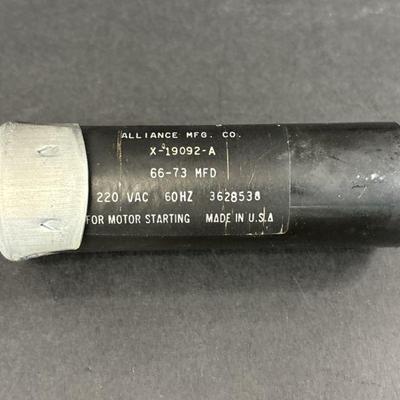 ALLIANCE MFG. CO.
X-19092-A
66-73 MFD
220 VAC 60HZ 3628538
FOR MOTOR STARTING MADE IN U.S.A